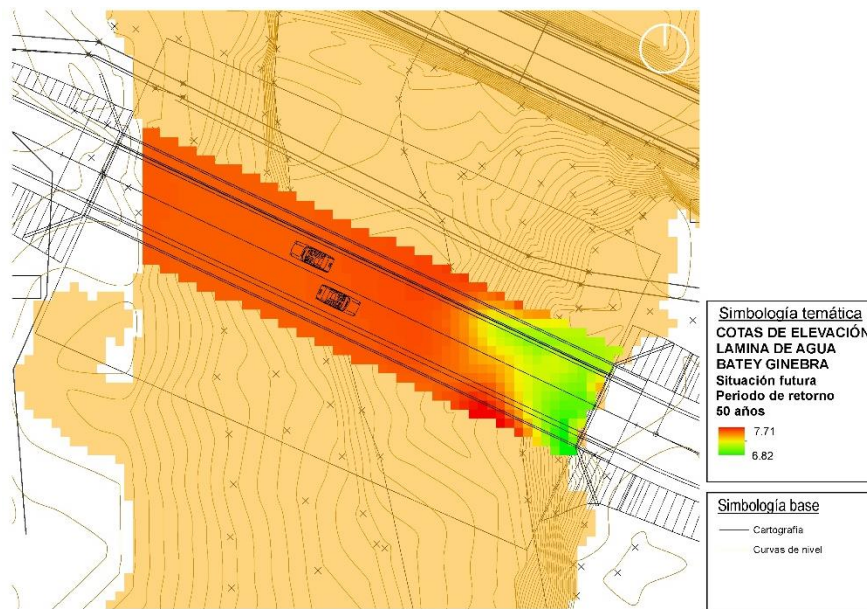 Simbología temática
COTAS DE ELEVACIÓN
LAMINA DE AGUA
BATEY GINEBRA
Situación futura
Periodo de retorno
50 años
7.71
6.82
Simbología base
Cartografía
Curvas de nivel